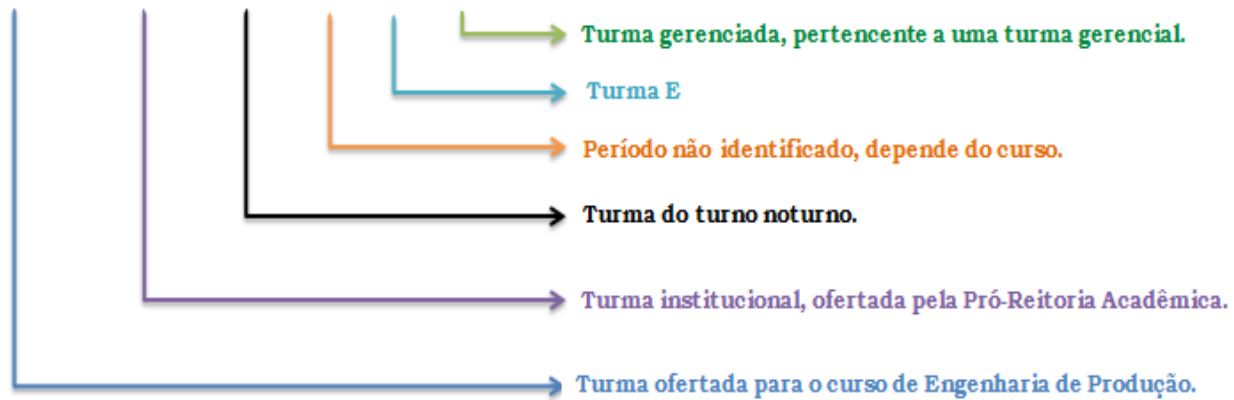 Turma gerenciada, pertencente a uma turma gerencial.
Turma E
Período não identificado, depende do curso.
Turma do turno noturno.
Turma institucional, ofertada pela Pró-Reitoria Acadêmica.
Turma ofertada para o curso de Engenharia de Produção.